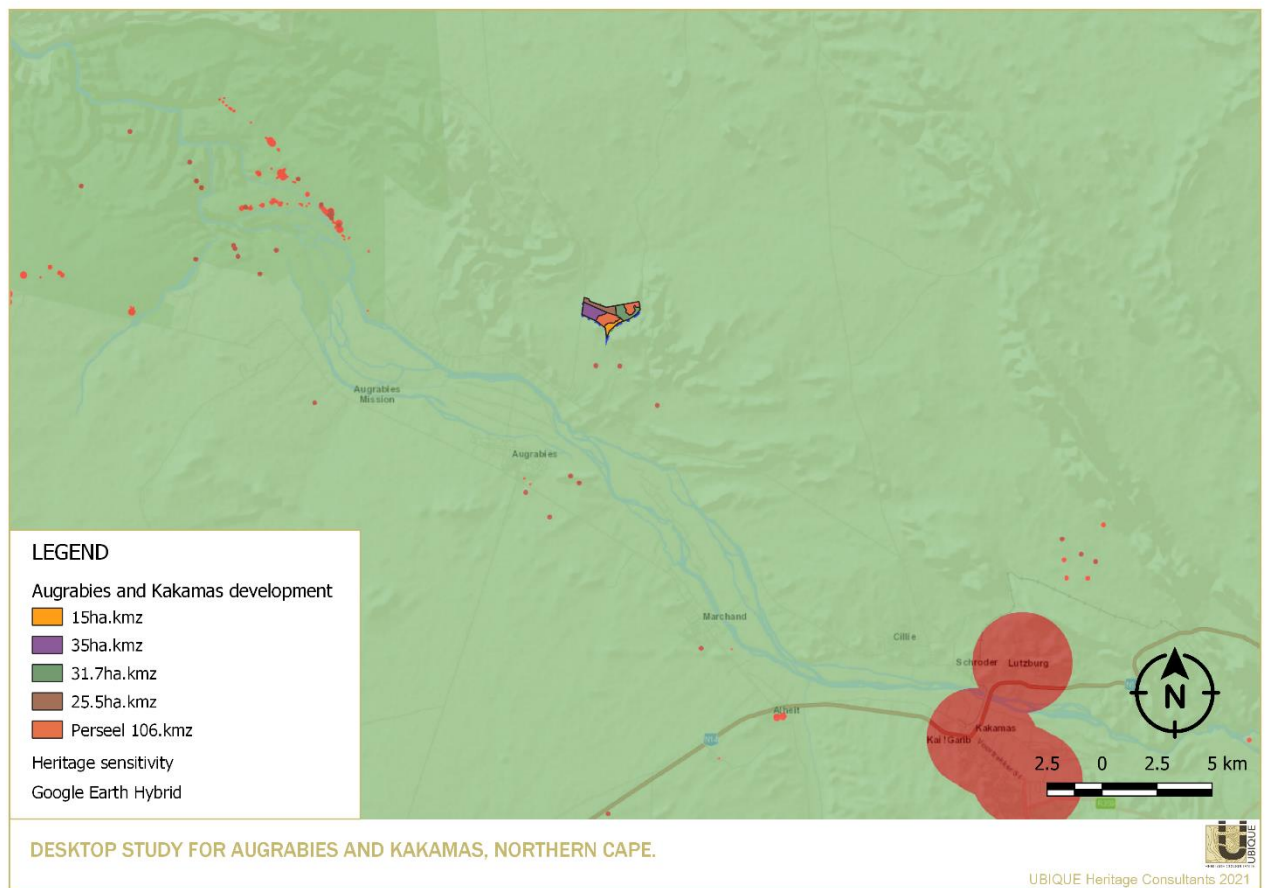 Augrabies
Mission
Augrabies
Marchand
Cillie
Schroder
Lutzburg
Alheit
Kakamas
Kai !Garib
N
2.5 0 2.5 5 km
LEGEND
Augrabies and Kakamas development
15ha.kmz
35ha.kmz
31.7ha.kmz
25.5ha.kmz
Perseel 106.kmz
Heritage sensitivity
Google Earth Hybrid
DESKTOP STUDY FOR AUGRABIES AND KAKAMAS, NORTHERN CAPE.
UBIQUE
UBIQUE Heritage Consultants 2021